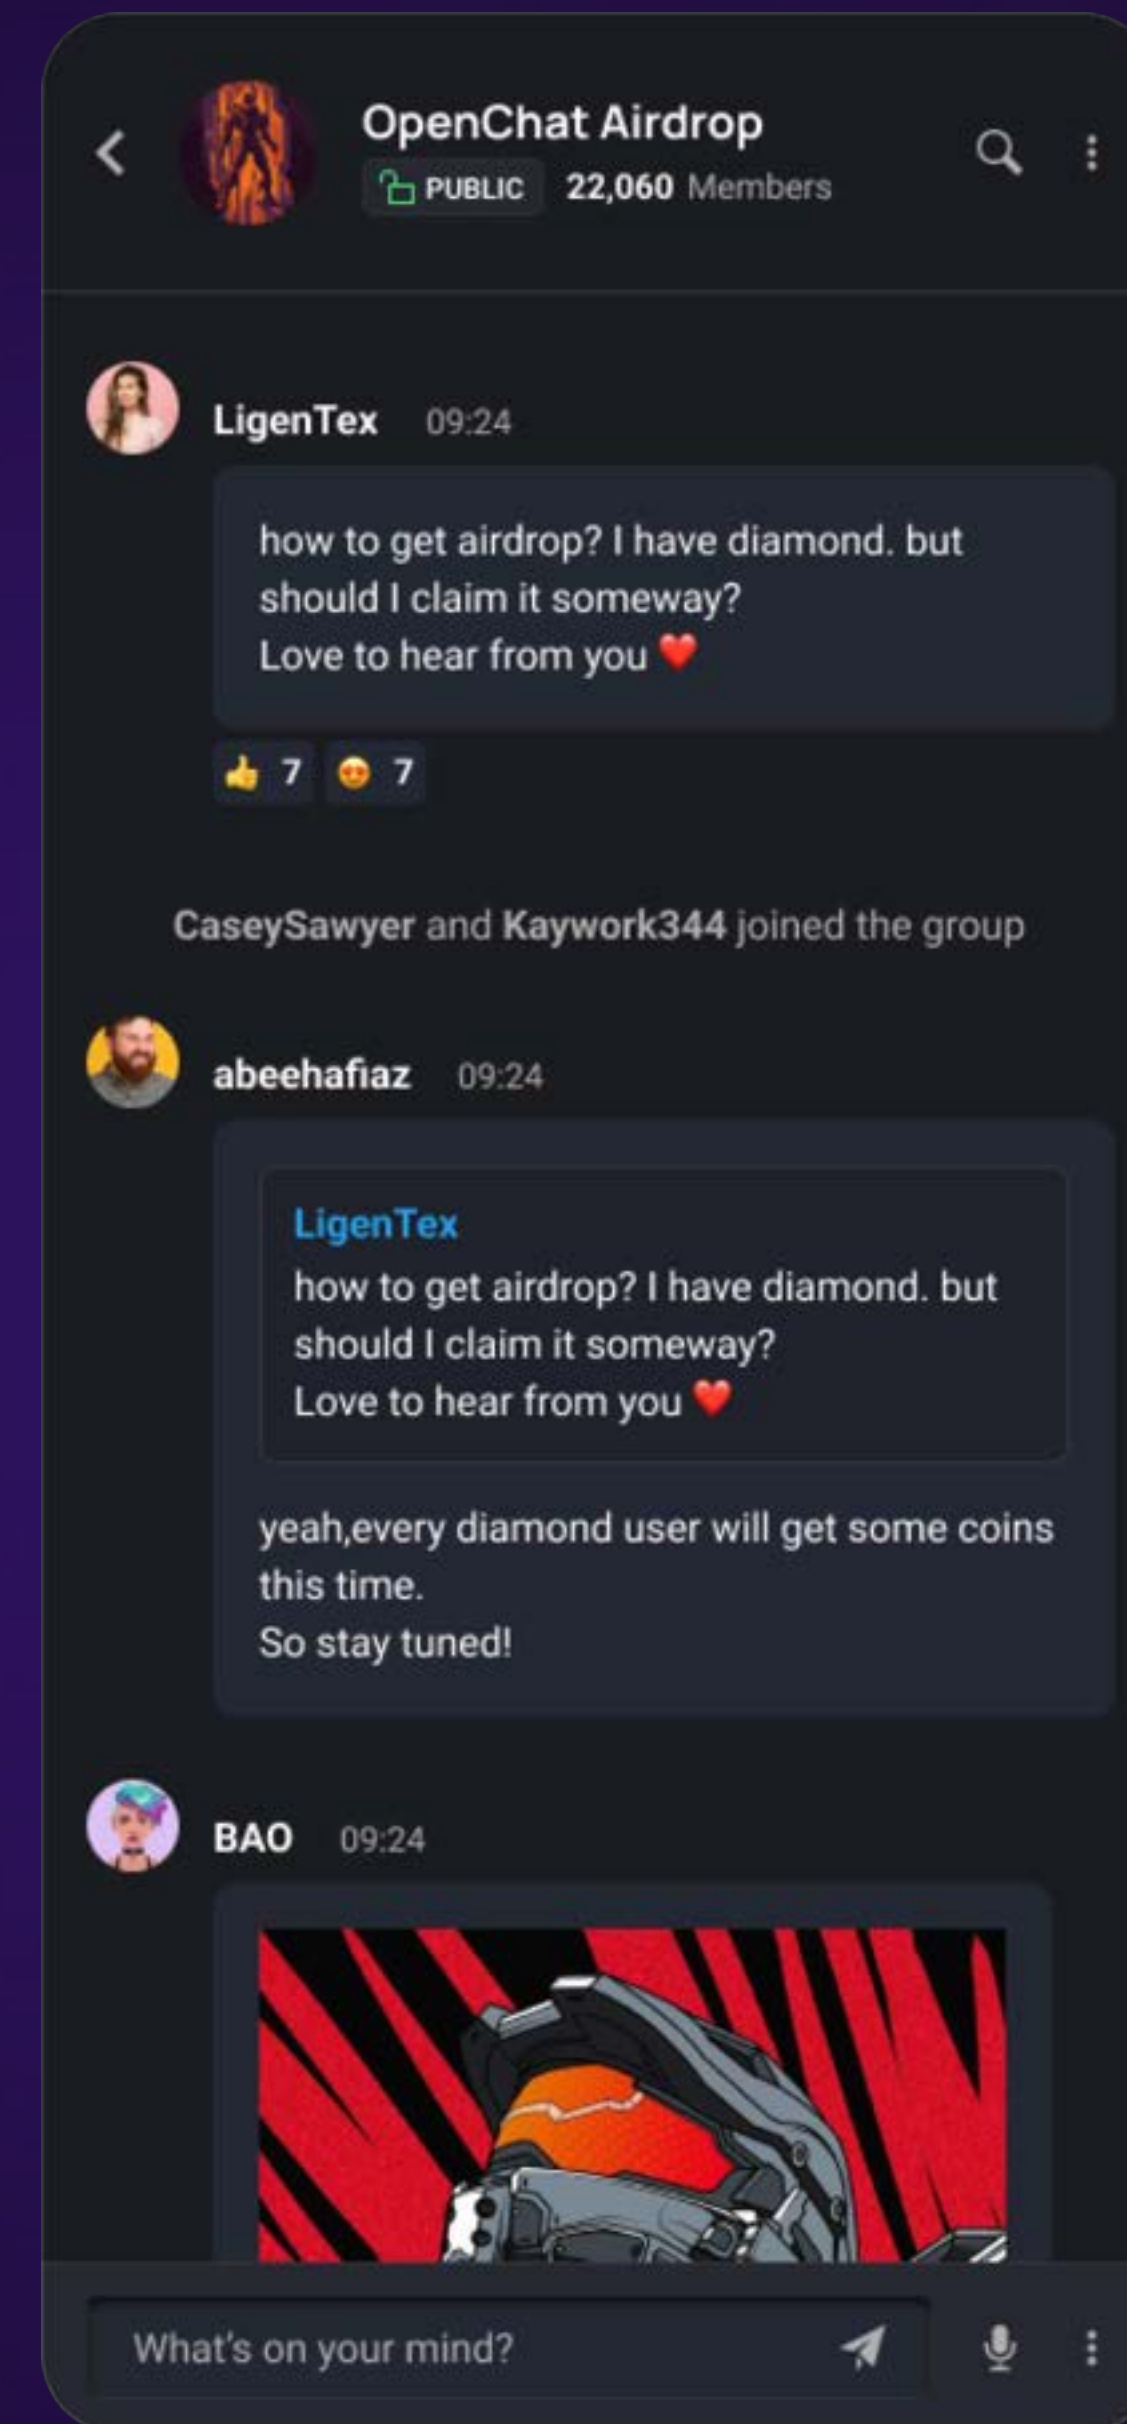 OpenChat Airdrop
PUBLIC 22,060 Members
LigenTex 09:24
how to get airdrop? I have diamond. but
should I claim it someway?
Love to hear from you ❤️
👍 7 😍 7
CaseySawyer and Kaywork344 joined the group
abeehafiaz 09:24
LigenTex
how to get airdrop? I have diamond. but
should I claim it someway?
Love to hear from you ❤️
yeah,every diamond user will get some coins
this time.
So stay tuned!
BAO 09:24
What's on your mind?